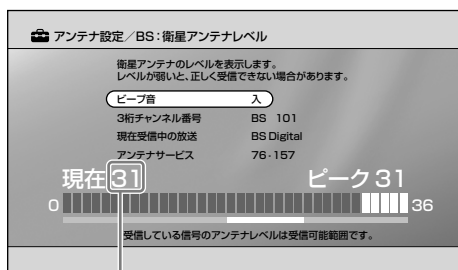 アンテナ設定／BS：衛星アンテナレベル
衛星アンテナのレベルを表示します。
レベルが弱いと、正しく受信できない場合があります。
ビープ音 入
3桁チャンネル番号 BS 101
現在受信中の放送 BS Digital
アンテナサービス 76-157
現在31 ピーク31
0 36
受信している信号のアンテナレベルは受信可能範囲です。